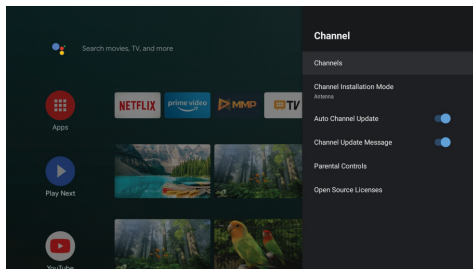 Search movies, TV, and more
Apps
NETFLIX
prime video
MMP
TV
Play Next
YouTube
Channel
Channels
Channel Installation Mode
Antenna
Auto Channel Update
Channel Update Message
Parental Controls
Open Source Licenses